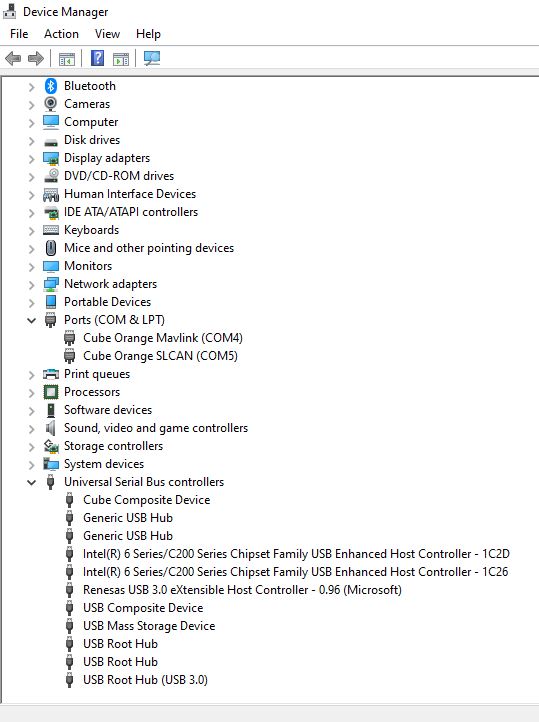 Device Manager
File Action View Help
Bluetooth
Cameras
Computer
Disk drives
Display adapters
DVD/CD-ROM drives
Human Interface Devices
IDE ATA/ATAPI controllers
Keyboards
Mice and other pointing devices
Monitors
Network adapters
Portable Devices
Ports (COM & LPT)
Cube Orange Mavlink (COM4)
Cube Orange SLCAN (COM5)
Print queues
Processors
Software devices
Sound, video and game controllers
Storage controllers
System devices
Universal Serial Bus controllers
Cube Composite Device
Generic USB Hub
Generic USB Hub
Intel(R) 6 Series/C200 Series Chipset Family USB Enhanced Host Controller - 1C2D
Intel(R) 6 Series/C200 Series Chipset Family USB Enhanced Host Controller - 1C26
Renesas USB 3.0 eXtensible Host Controller - 0.96 (Microsoft)
USB Composite Device
USB Mass Storage Device
USB Root Hub
USB Root Hub
USB Root Hub (USB 3.0)